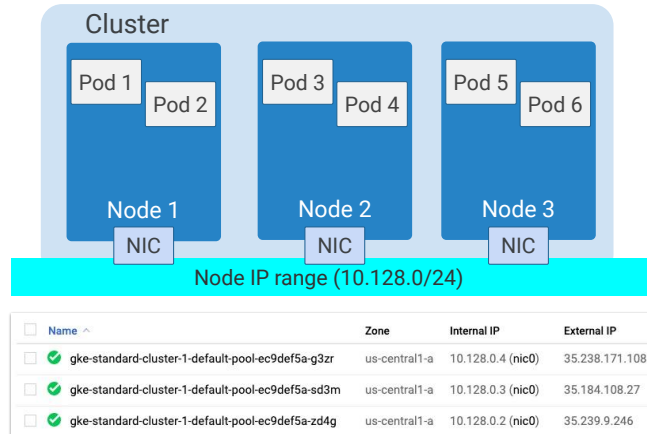 Cluster
Pod 1 Pod 3 Pod 5
Pod 2 Pod 4 Pod 6
Node 1 Node 2 Node 3
NIC NIC NIC
Node IP range (10.128.0/24)
Name Zone Internal IP External IP
gke-standard-cluster-1-default-pool-ec9def5a-g3zr us-central1-a 10.128.0.4 (nic0) 35.238.171.108
gke-standard-cluster-1-default-pool-ec9def5a-sd3m us-central1-a 10.128.0.3 (nic0) 35.184.108.27
gke-standard-cluster-1-default-pool-ec9def5a-zd4g us-central1-a 10.128.0.2 (nic0) 35.239.9.246